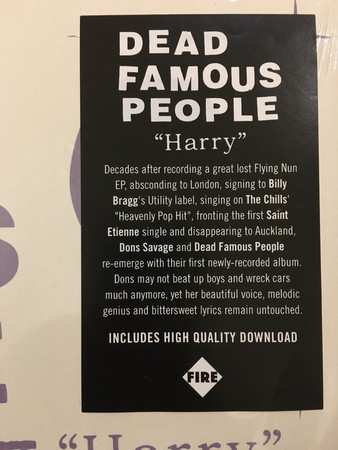 DEAD
FAMOUS
PEOPLE
“Harry”
Decades after recording a great lost Flying Nun
EP, absconding to London, signing to Billy
Bragg's Utility label, singing on The Chills'
"Heavenly Pop Hit", fronting the first Saint
Etienne single and disappearing to Auckland,
Dons Savage and Dead Famous People
re-emerge with their first newly-recorded album.
Dons may not beat up boys and wreck cars
much anymore, yet her beautiful voice, melodic
genius and bittersweet lyrics remain untouched.
INCLUDES HIGH QUALITY DOWNLOAD
FIRE
“Harry”